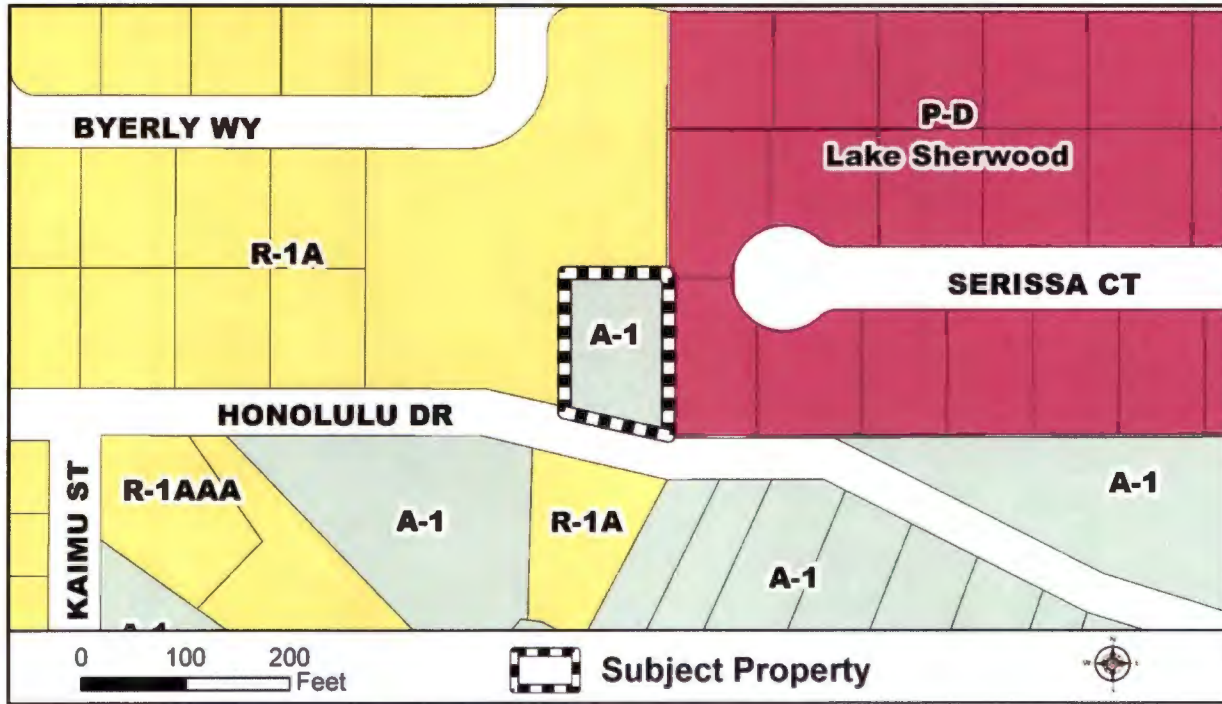 BYERLY WY
P-D
Lake Sherwood
R-1A
SERISSA CT
A-1
HONOLULU DR
R-1AAA
A-1
R-1A
A-1
A-1
KAIMU ST
A-1
0 100 200
Feet
Subject Property
N
W